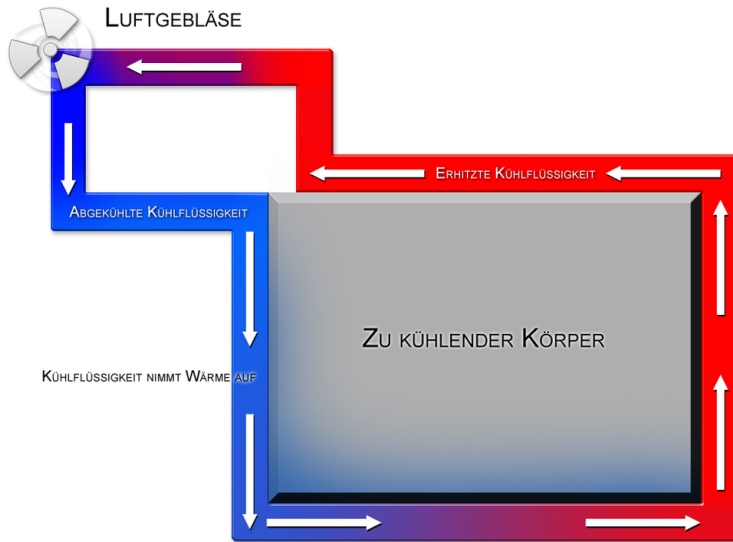 Luftgebläse
Erhitzte Kühlflüssigkeit
Abgekühlte Kühlflüssigkeit
Zu kühlender Körper
Kühlflüssigkeit nimmt Wärme auf